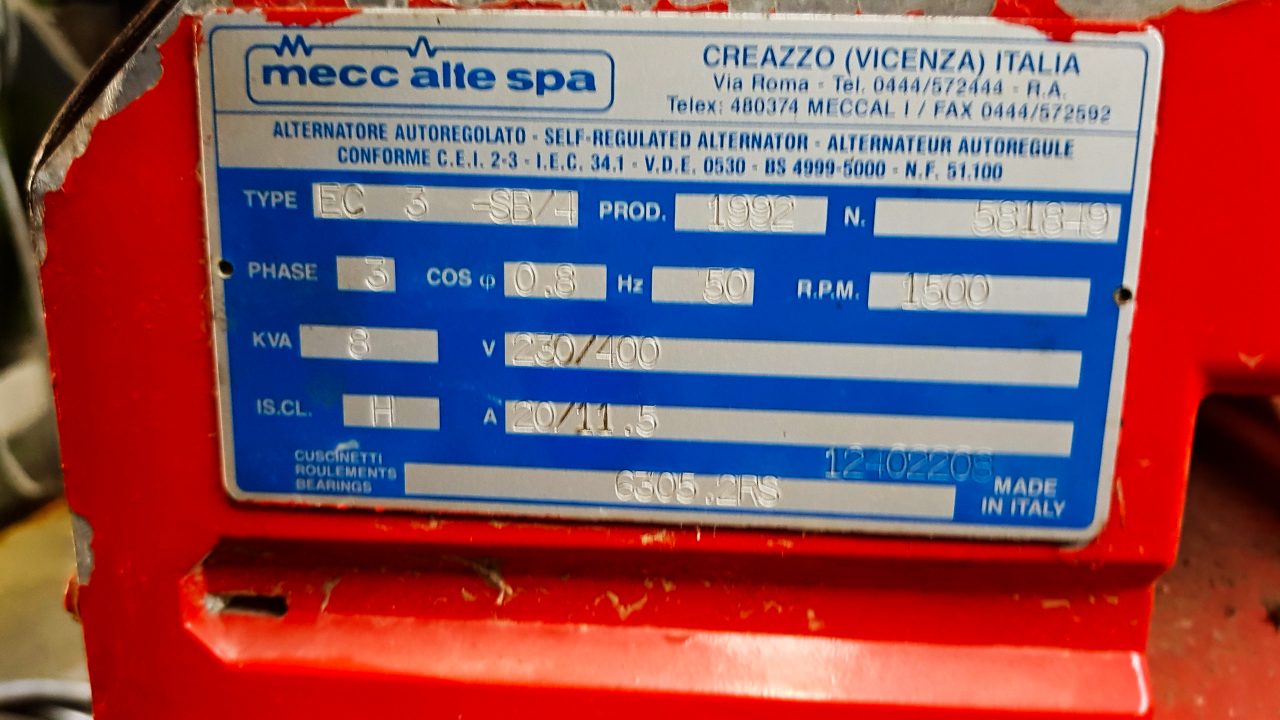 mecc alte spa
CREAZZO (VICENZA) ITALIA
Via Roma - Tel. 0444/572444 - R.A.
Telex: 480374 MECCAL I / FAX 0444/572592
ALTERNATORE AUTOREGOLATO - SELF-REGULATED ALTERNATOR - ALTERNATEUR AUTOREGULE
CONFORME C.E.I. 2-3 - I.E.C. 34.1 - V.D.E. 0530 - BS 4999-5000 - N.F. 51.100
TYPE EC 3 -SB/4 PROD. 1992 N. 581849
PHASE 3 COS φ 0.8 Hz 50 R.P.M. 1500
KVA 8 V 230/400
IS.CL. H A 20/11.5
CUSCINETTI
ROULEMENTS
BEARINGS
6305.2RS
MADE
IN ITALY